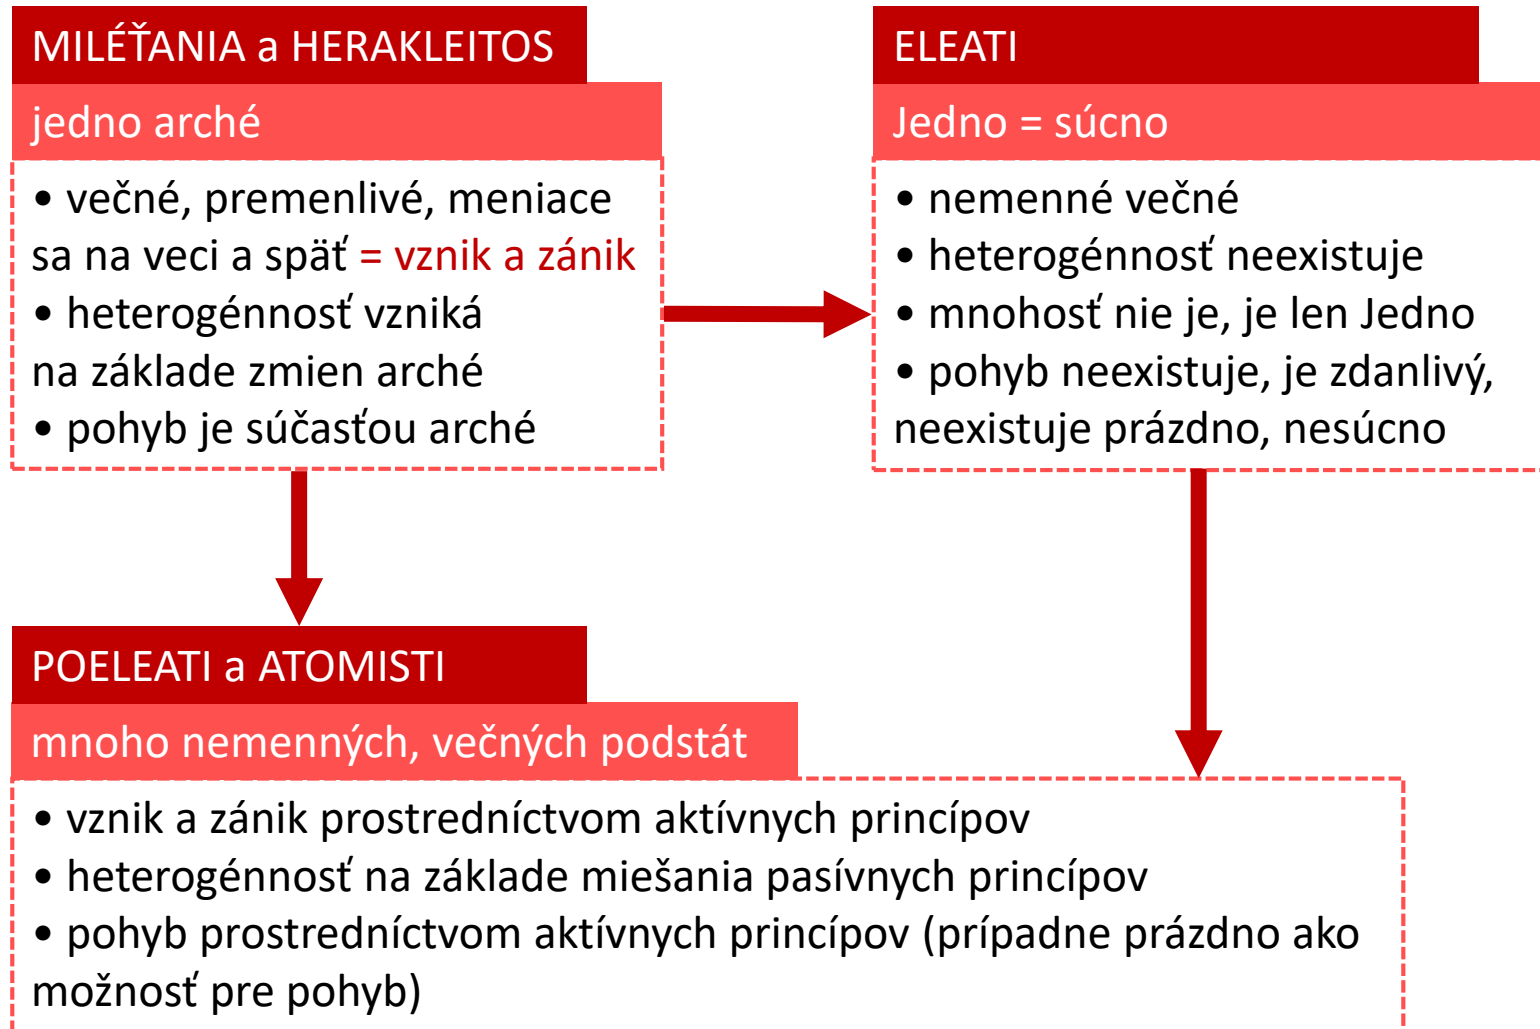 MILÉŤANIA a HERAKLEITOS
jedno arché
• večné, premenlivé, meniace
sa na veci a späť = vznik a zánik
• heterogénnosť vzniká
na základe zmien arché
• pohyb je súčasťou arché
ELEATI
Jedno = súcno
• nemenné večné
• heterogénnosť neexistuje
• mnohosť nie je, je len Jedno
• pohyb neexistuje, je zdanlivý,
neexistuje prázdno, nesúcno
POELEATI a ATOMISTI
mnoho nemenných, večných podstát
• vznik a zánik prostredníctvom aktívnych princípov
• heterogénnosť na základe miešania pasívnych princípov
• pohyb prostredníctvom aktívnych princípov (prípadne prázdno ako
možnosť pre pohyb)